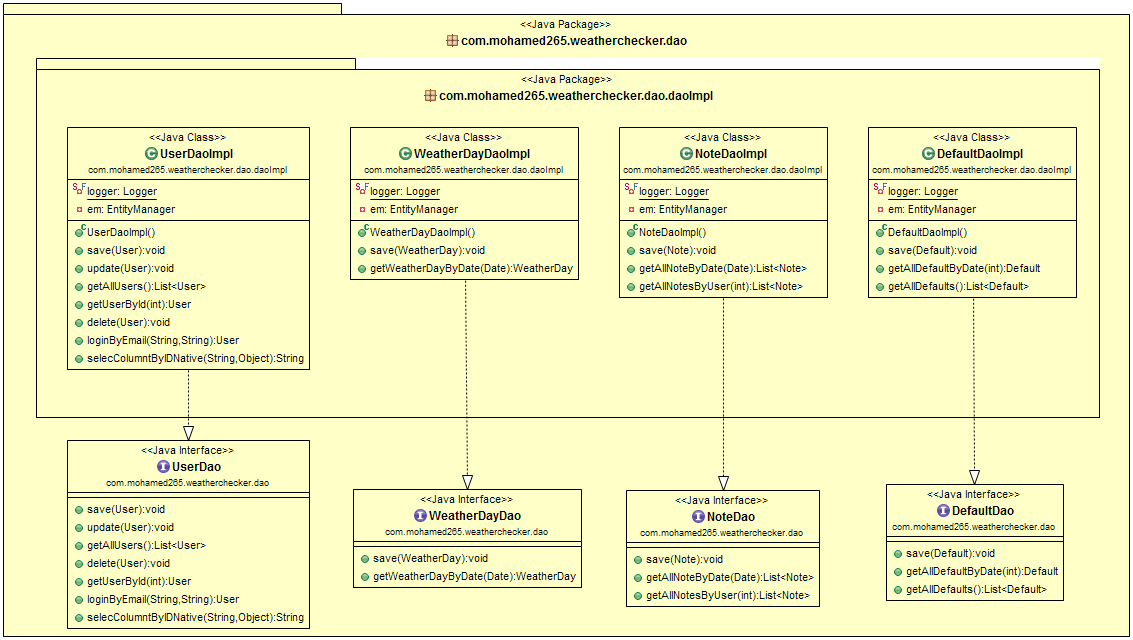 <<Java Package>>
com.mohamed265.weatherchecker.dao
<<Java Package>>
com.mohamed265.weatherchecker.dao.daoImpl
<<Java Class>>
UserDaoImpl
com.mohamed265.weatherchecker.dao.daoImpl
logger: Logger
em: EntityManager
UserDaoImpl()
save(User):void
update(User):void
getAllUsers():List<User>
getUserById(int):User
delete(User):void
loginByEmail(String,String):User
selecColumntByIDNative(String,Object):String
<<Java Class>>
WeatherDayDaoImpl
com.mohamed265.weatherchecker.dao.daoImpl
logger: Logger
em: EntityManager
WeatherDayDaoImpl()
save(WeatherDay):void
getWeatherDayByDate(Date):WeatherDay
<<Java Class>>
NoteDaoImpl
com.mohamed265.weatherchecker.dao.daoImpl
logger: Logger
em: EntityManager
NoteDaoImpl()
save(Note):void
getAllNoteByDate(Date):List<Note>
getAllNotesByUser(int):List<Note>
<<Java Class>>
DefaultDaoImpl
com.mohamed265.weatherchecker.dao.daoImpl
logger: Logger
em: EntityManager
DefaultDaoImpl()
save(Default):void
getAllDefaultByDate(int):Default
getAllDefaults():List<Default>
<<Java Interface>>
UserDao
com.mohamed265.weatherchecker.dao
save(User):void
update(User):void
getAllUsers():List<User>
delete(User):void
getUserById(int):User
loginByEmail(String,String):User
selecColumntByIDNative(String,Object):String
<<Java Interface>>
WeatherDayDao
com.mohamed265.weatherchecker.dao
save(WeatherDay):void
getWeatherDayByDate(Date):WeatherDay
<<Java Interface>>
NoteDao
com.mohamed265.weatherchecker.dao
save(Note):void
getAllNoteByDate(Date):List<Note>
getAllNotesByUser(int):List<Note>
<<Java Interface>>
DefaultDao
com.mohamed265.weatherchecker.dao
save(Default):void
getAllDefaultByDate(int):Default
getAllDefaults():List<Default>